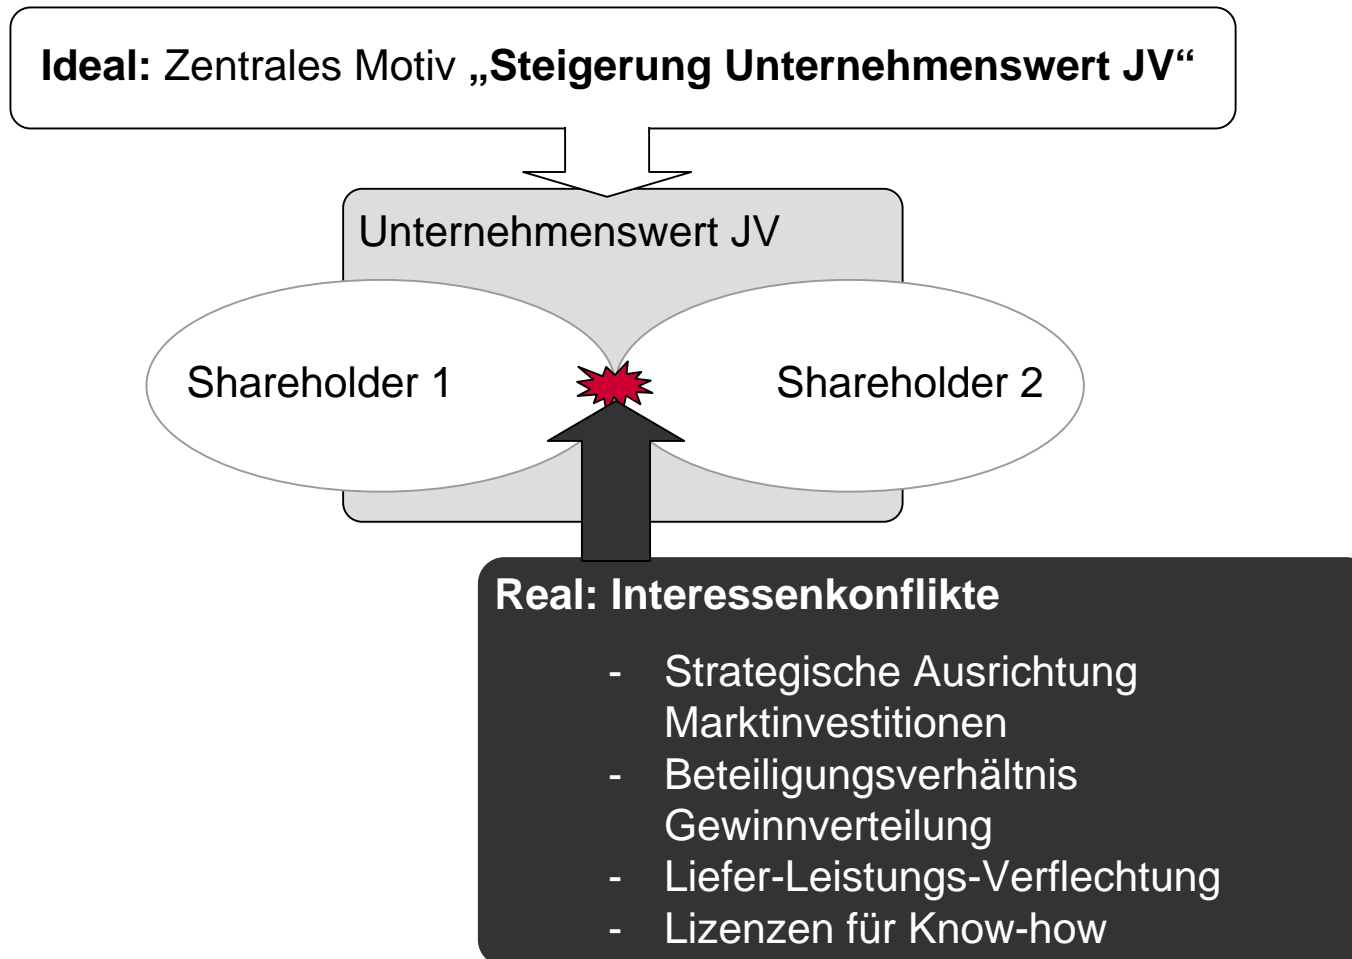 Ideal: Zentrales Motiv „Steigerung Unternehmenswert JV“
Unternehmenswert JV
Shareholder 1
Shareholder 2
Real: Interessenkonflikte
- Strategische Ausrichtung
Marktinvestitionen
- Beteiligungsverhältnis
Gewinnverteilung
- Liefer-Leistungs-Verflechtung
- Lizenzen für Know-how